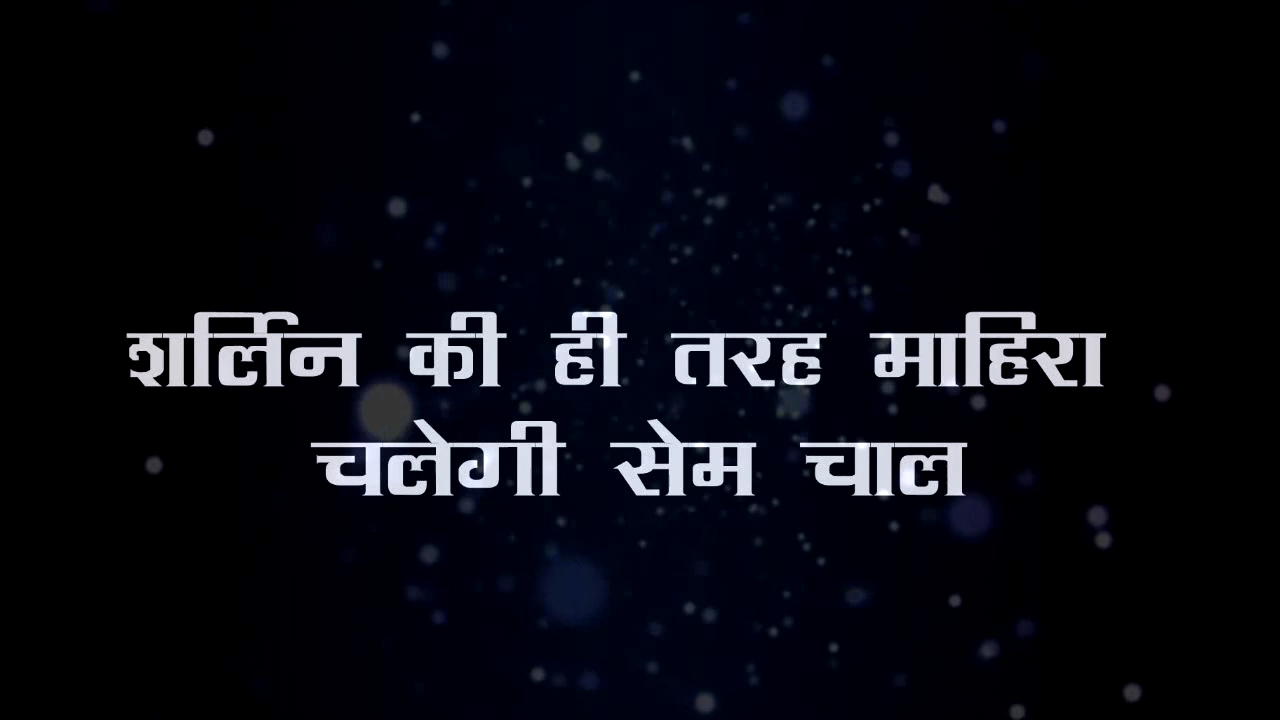 शर्लिन की ही तरह माहिरा
चलेगी सेम चाल